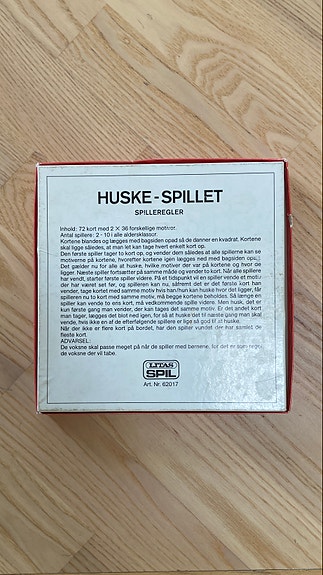 HUSKE-SPILLET
SPILLEREGLER
Inhold: 72 kort med 2 X 36 forskellige motiver.
Antal spillere: 2 - 10 i alle aldersklasser.
Kortene blandes og lægges med bagsiden opad så de danner en kvadrat. Kortene
skal ligge således, at man let kan tage hvert enkelt kort op.
Den første spiller tager to kort op, og vender dem således at alle spillerne kan se
motiverne på kortene, hvoretter kortene igen lægges ned med bagsiden opad.
Det gælder nu for alle at huske, hvilke motiver der var på kortene og hvor de
ligger. Næste spiller fortsætter på samme måde og vender to kort. Når alle spillere
har vendt, starter første spiller videre. På et tidspunkt vil en spiller vende et motiv
der har været set før, og spilleren kan nu, såfremt det er det første kort han
vender, tage kortet med samme motiv hvis han/hun kan huske hvor det ligger, får
spilleren nu to kort med samme motiv, må begge kortene beholdes. Så længe en
spiller kan vende to ens kort, må vedkommende spille videre. Men husk, det er
kun første gang man vender, der kan tages det samme motiv. Er det andet kort
man tager, lægges det blot ned igen, for så at huske det til næste gang man skal
vende, hvis ikke en af de efterfølgende spillere er lige så god til at huske.
Når der ikke er flere kort på bordet, har den spiller vundet der har samlet de
fleste kort.
ADVARSEL:
De voksne skal passe meget på når de spiller med børnene, for det er som regel
de voksne der vil tabe.
LITAS
SPIL
Art. Nr. 62017